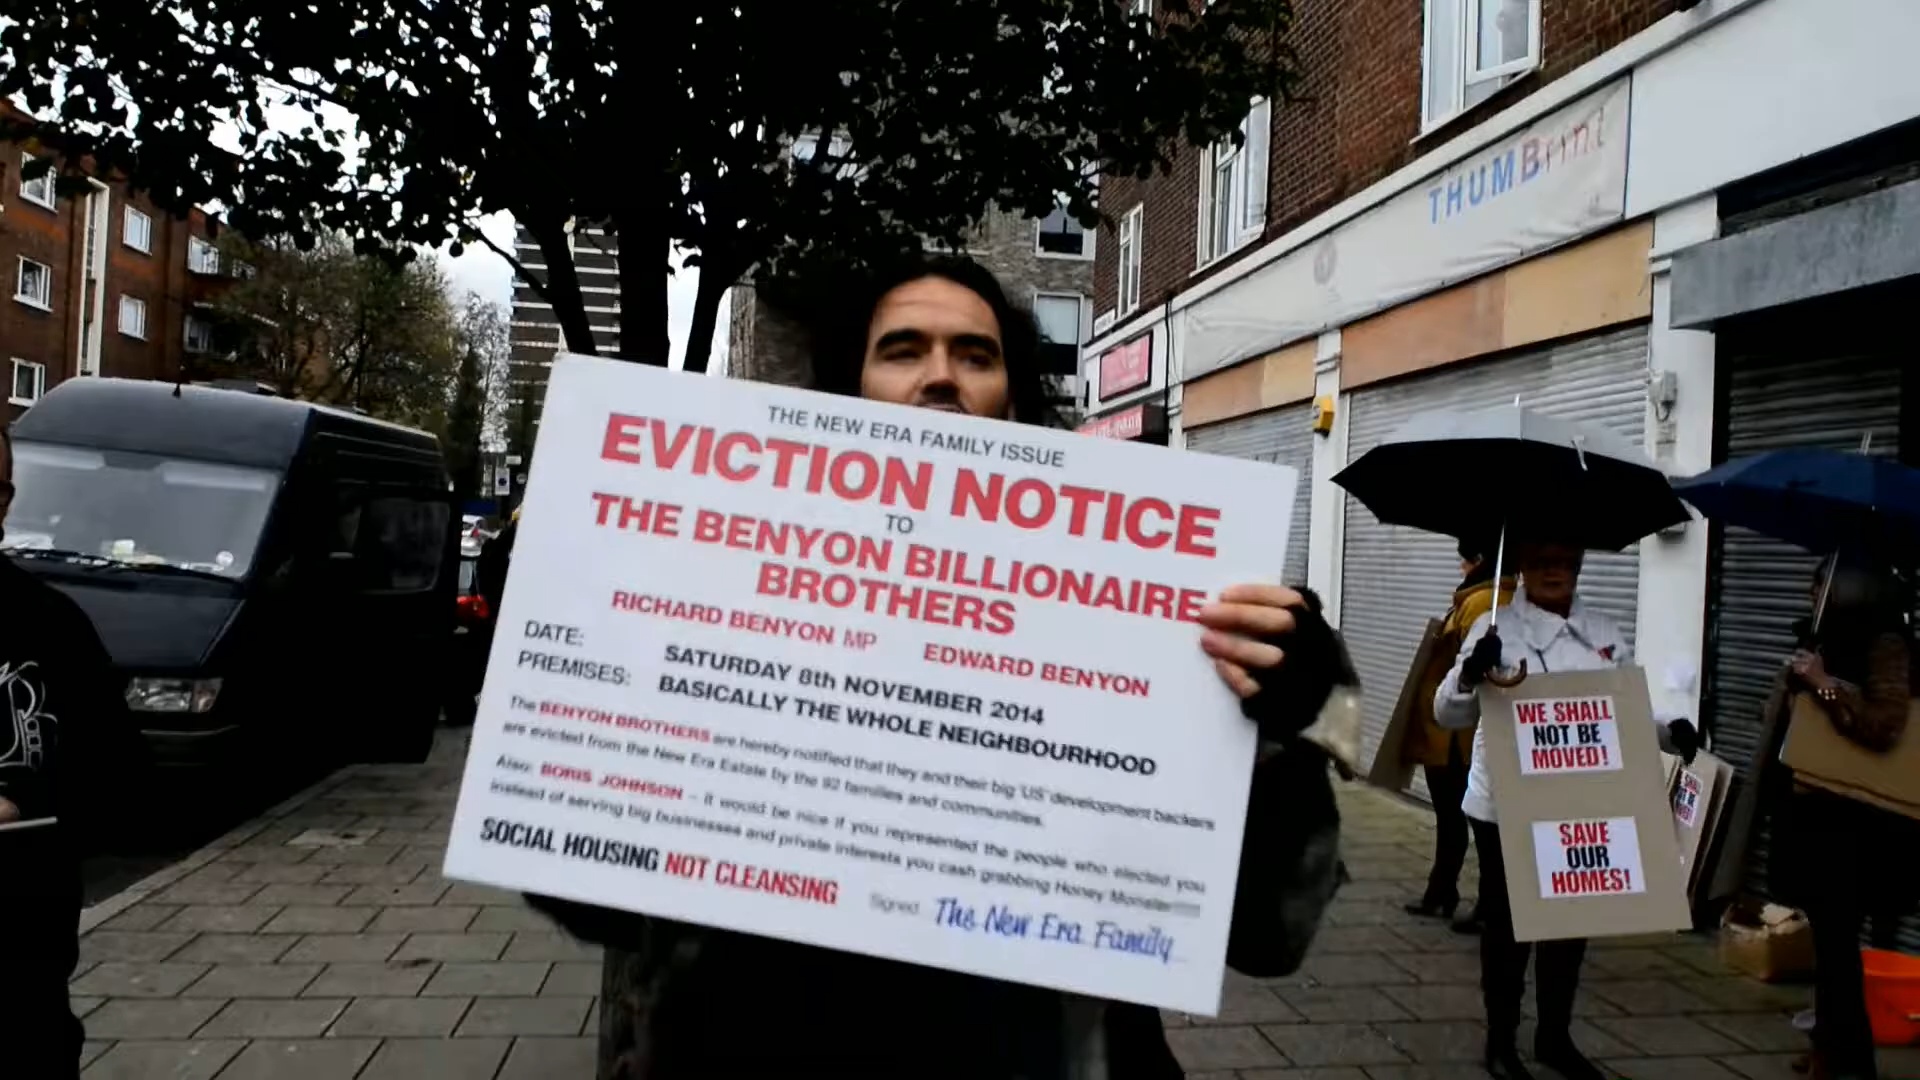 THUMBrint
THE NEW ERA FAMILY ISSUE
EVICTION NOTICE
TO
THE BENYON BILLIONAIRE
BROTHERS
RICHARD BENYON MP EDWARD BENYON
DATE: SATURDAY 8th NOVEMBER 2014
PREMISES: BASICALLY THE WHOLE NEIGHBOURHOOD
The BENYON BROTHERS are hereby notified that they and their big 'US' development backers
are evicted from the New Era Estate by the 92 families and communities.
Also: BORIS JOHNSON – it would be nice if you represented the people who elected you
instead of serving big businesses and private interests you cash grabbing Honey Monster
SOCIAL HOUSING NOT CLEANSING
Signed The New Era Family
WE SHALL
NOT BE
MOVED!
SAVE
OUR
HOMES!